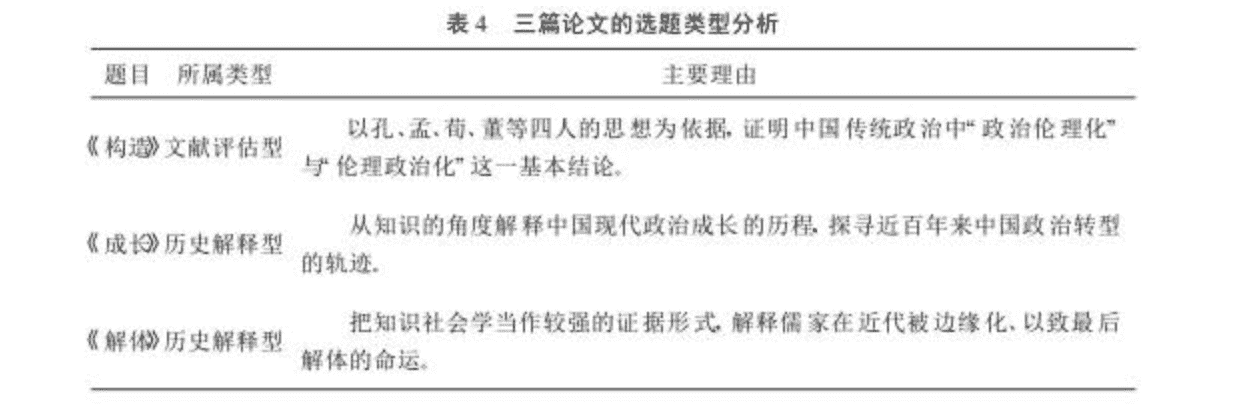 表 4 三篇论文的选题类型分析
题目 所属类型 主要理由
以孔、孟、荀、董等四人的思想为依据, 证明中国传统政治中“政治伦理化”
《构造》文献评估型
与“伦理政治化”这一基本结论。
从知识的角度解释中国现代政治成长的历程, 探寻近百年来中国政治转型
《成长》历史解释型
的轨迹。
把知识社会学当作较强的证据形式, 解释儒家在近代被边缘化、以致最后
《解体》历史解释型
解体的命运。